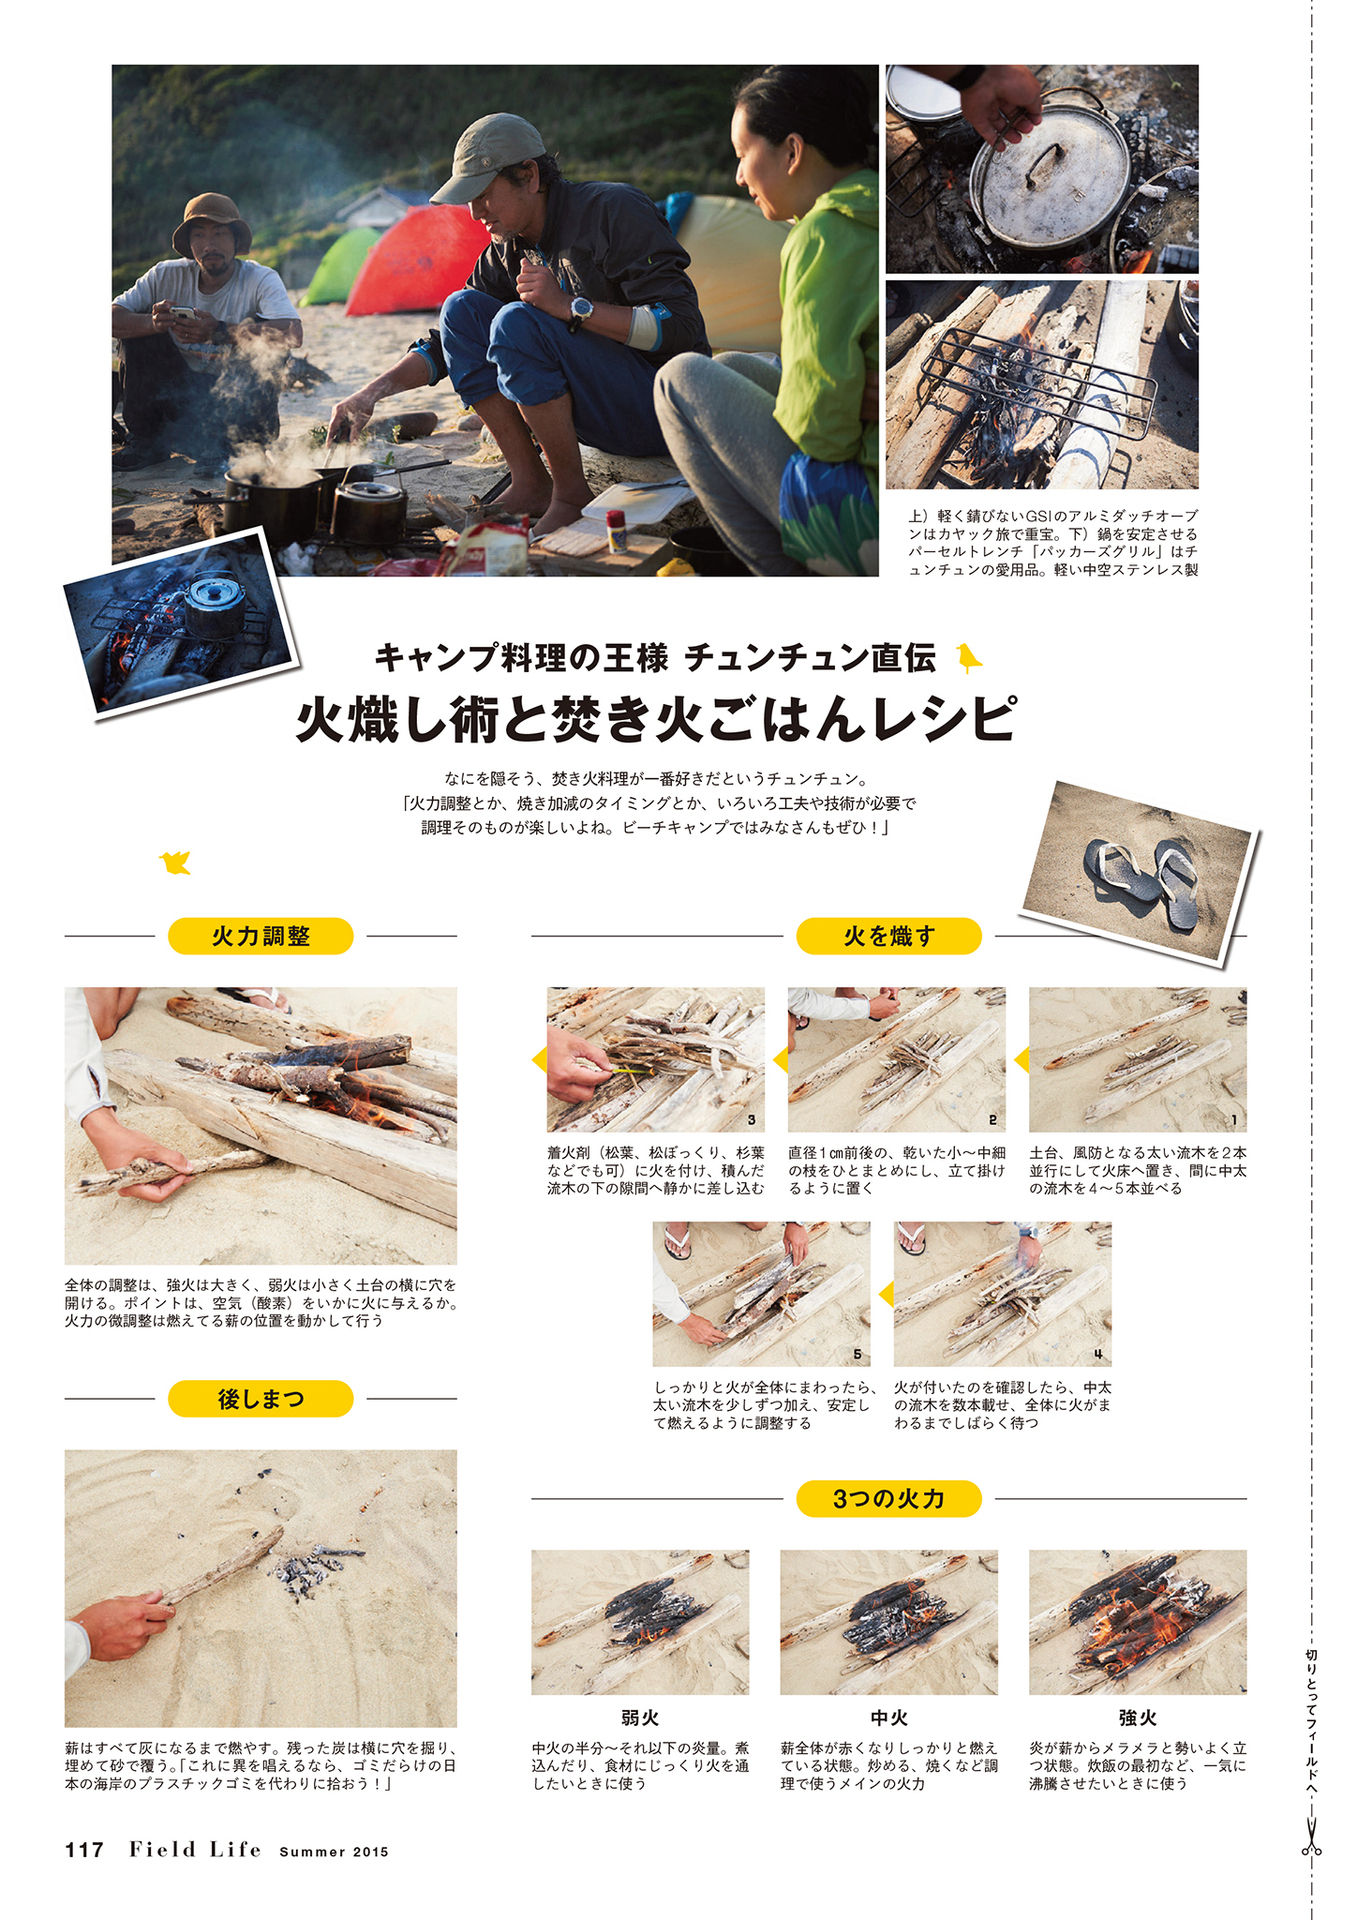 上）軽く錆びないGSIのアルミダッチオーブ
ンはカヤック旅で重宝。下）鍋を安定させる
パーセルトレンチ「パッカーズグリル」はチ
ュンチュンの愛用品。軽い中空ステンレス製
キャンプ料理の王様 チュンチュン直伝
火熾し術と焚き火ごはんレシピ
なにを隠そう、焚き火料理が一番好きだというチュンチュン。
「火力調整とか、焼き加減のタイミングとか、いろいろ工夫や技術が必要で
調理そのものが楽しいよね。ビーチキャンプではみなさんもぜひ！」
火を熾す
1
土台、風防となる太い流木を2本
並行にして火床へ置き、間に中太
の流木を4〜5本並べる
2
直径1cm前後の、乾いた小〜中細
の枝をひとまとめにし、立て掛け
るように置く
3
着火剤（松葉、松ぼっくり、杉葉
などでも可）に火を付け、積んだ
流木の下の隙間へ静かに差し込む
4
火が付いたのを確認したら、中太
の流木を数本載せ、全体に火がま
わるまでしばらく待つ
5
しっかりと火が全体にまわったら、
太い流木を少しずつ加え、安定し
て燃えるように調整する
火力調整
全体の調整は、強火は大きく、弱火は小さく土台の横に穴を
開ける。ポイントは、空気（酸素）をいかに火に与えるか。
火力の微調整は燃えてる薪の位置を動かして行う
3つの火力
強火
炎が薪からメラメラと勢いよく立
つ状態。炊飯の最初など、一気に
沸騰させたいときに使う
中火
薪全体が赤くなりしっかりと燃え
ている状態。炒める、焼くなど調
理で使うメインの火力
弱火
中火の半分〜それ以下の炎量。煮
込んだり、食材にじっくり火を通
したいときに使う
後しまつ
薪はすべて灰になるまで燃やす。残った炭は横に穴を掘り、
埋めて砂で覆う。「これに異を唱えるなら、ゴミだらけの日
本の海岸のプラスチックゴミを代わりに拾おう！」
切りとってフィールドへ
117 Field Life Summer 2015